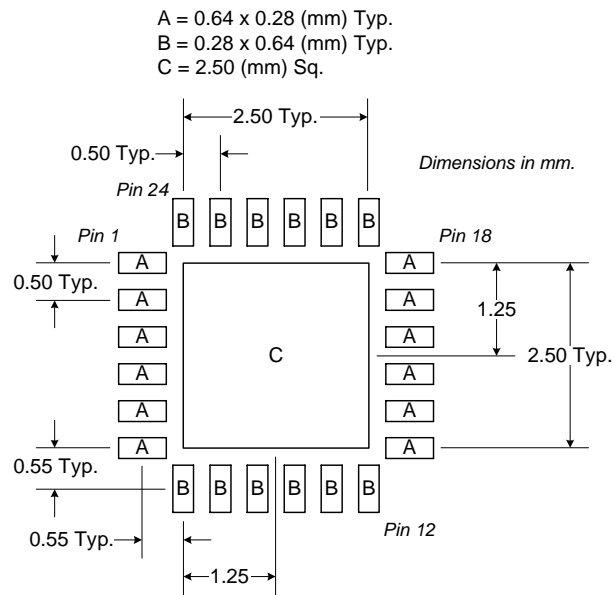 A = 0.64 x 0.28 (mm) Typ.
B = 0.28 x 0.64 (mm) Typ.
C = 2.50 (mm) Sq.
2.50 Typ.
0.50 Typ.
Dimensions in mm.
Pin 24
B B B B B B
Pin 1
Pin 18
A
A
0.50 Typ.
A
A
1.25
A
A
C
2.50 Typ.
A
A
A
A
A
A
0.55 Typ.
B B B B B B
Pin 12
0.55 Typ.
1.25